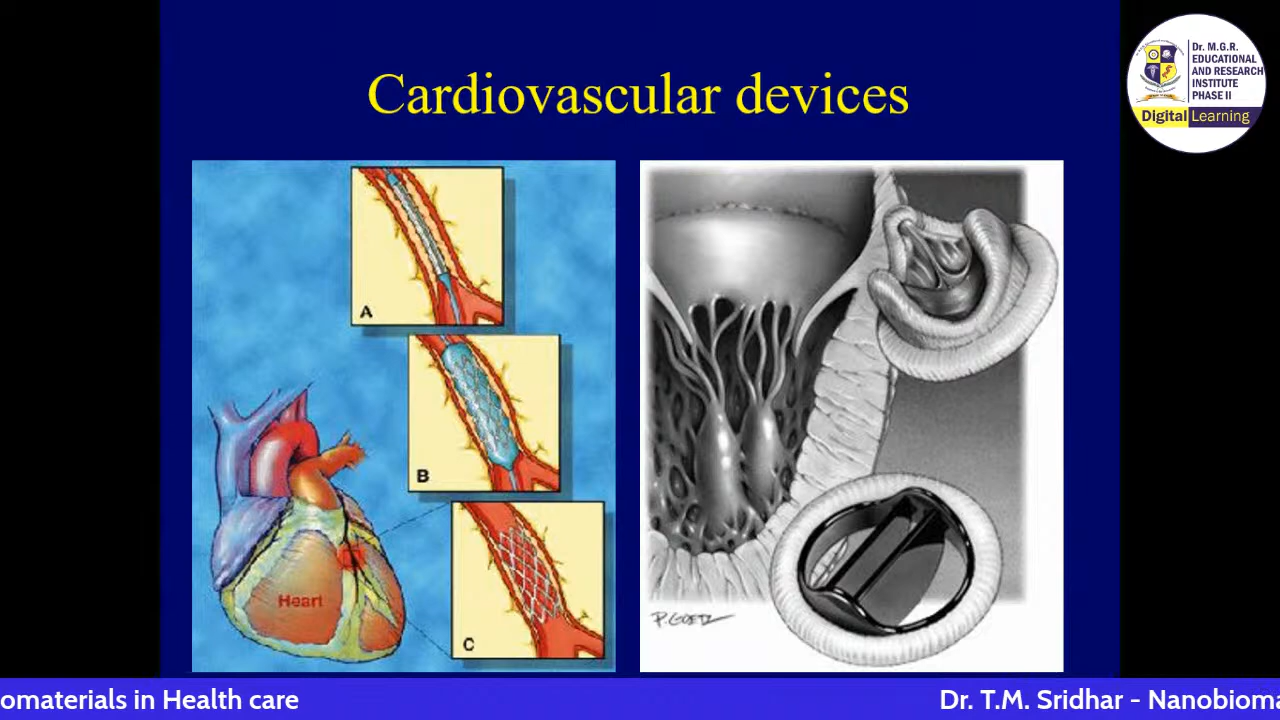 Cardiovascular devices
Dr. M.G.R.
EDUCATIONAL
AND RESEARCH
INSTITUTE
PHASE II
Digital Learning
A
B
C
Heart
P. GOETZ
omaterials in Health care
Dr. T.M. Sridhar - Nanobioma